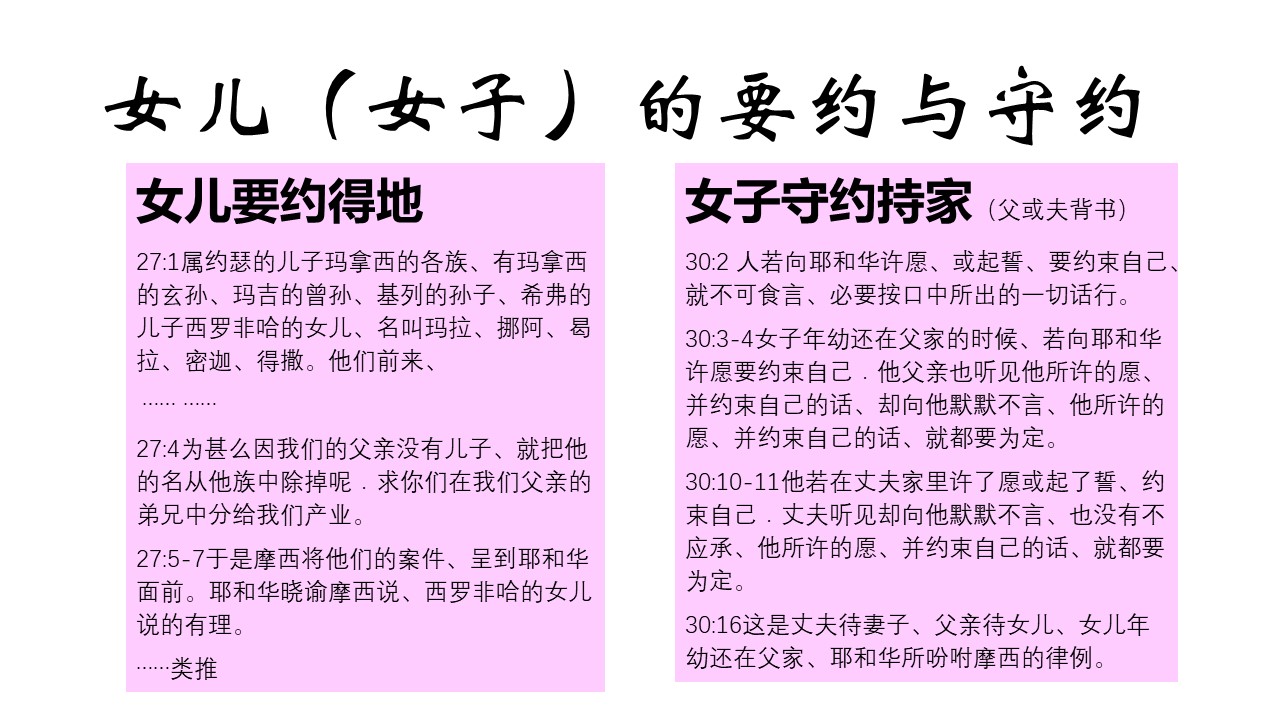 女儿（女子）的要约与守约
女儿要约得地
27:1属约瑟的儿子玛拿西的各族、有玛拿西
的玄孙、玛吉的曾孙、基列的孙子、希弗的
儿子西罗非哈的女儿、名叫玛拉、挪阿、曷
拉、密迦、得撒。他们前来、
…… ……
27:4为甚么因我们的父亲没有儿子、就把他
的名从他族中除掉呢．求你们在我们父亲的
弟兄中分给我们产业。
27:5-7于是摩西将他们的案件、呈到耶和华
面前。耶和华晓谕摩西说、西罗非哈的女儿
说的有理。
……类推
女子守约持家（父或夫背书）
30:2 人若向耶和华许愿、或起誓、要约束自己、
就不可食言、必要按口中所出的一切话行。
30:3-4女子年幼还在父家的时候、若向耶和华
许愿要约束自己．他父亲也听见他所许的愿、
并约束自己的话、却向他默默不言、他所许的
愿、并约束自己的话、就都要为定。
30:10-11他若在丈夫家里许了愿或起了誓、约
束自己．丈夫听见却向他默默不言、也没有不
应承、他所许的愿、并约束自己的话、就都要
为定。
30:16这是丈夫待妻子、父亲待女儿、女儿年
幼还在父家、耶和华所吩咐摩西的律例。